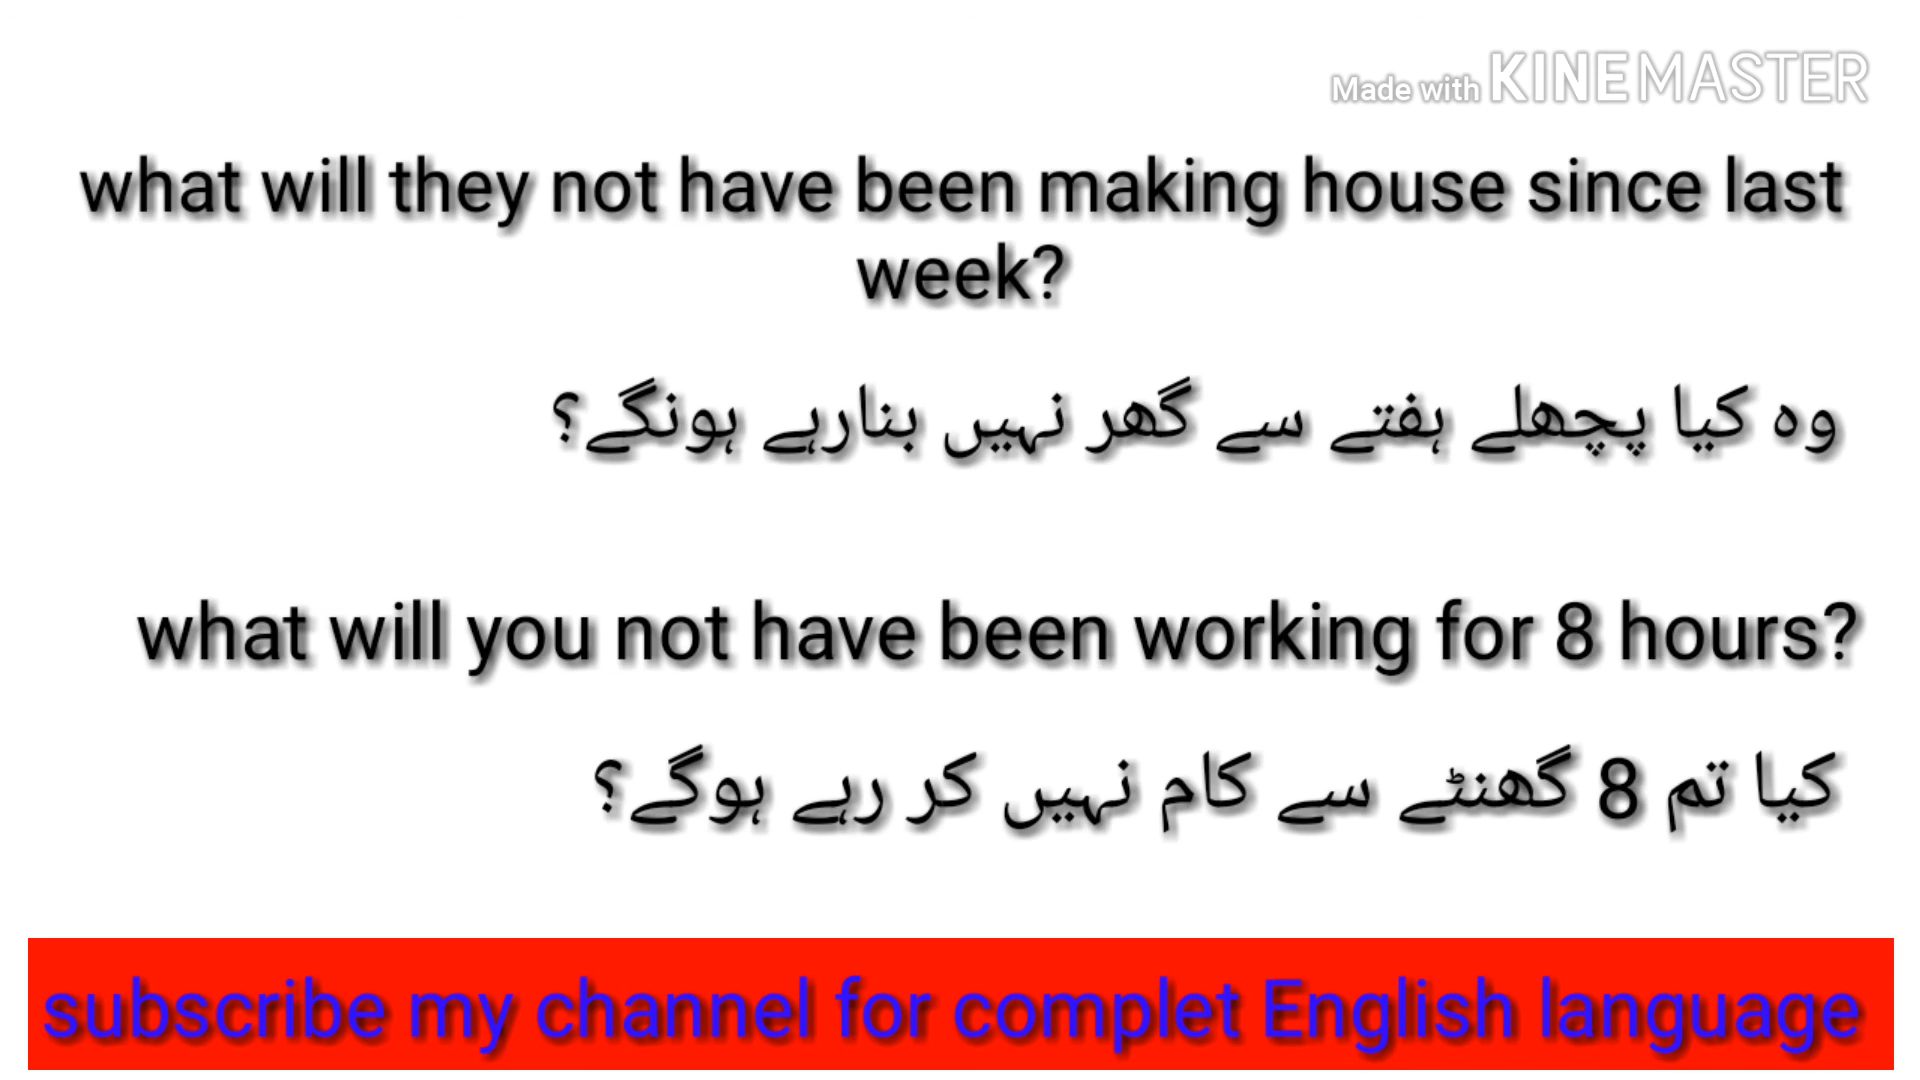 Made with KINEMASTER
what will they not have been making house since last
week?
وہ کیا پچھلے ہفتے سے گھر نہیں بنارہے ہونگے؟
what will you not have been working for 8 hours?
کیا تم 8 گھنٹے سے کام نہیں کر رہے ہوگے؟
subscribe my channel for complet English language